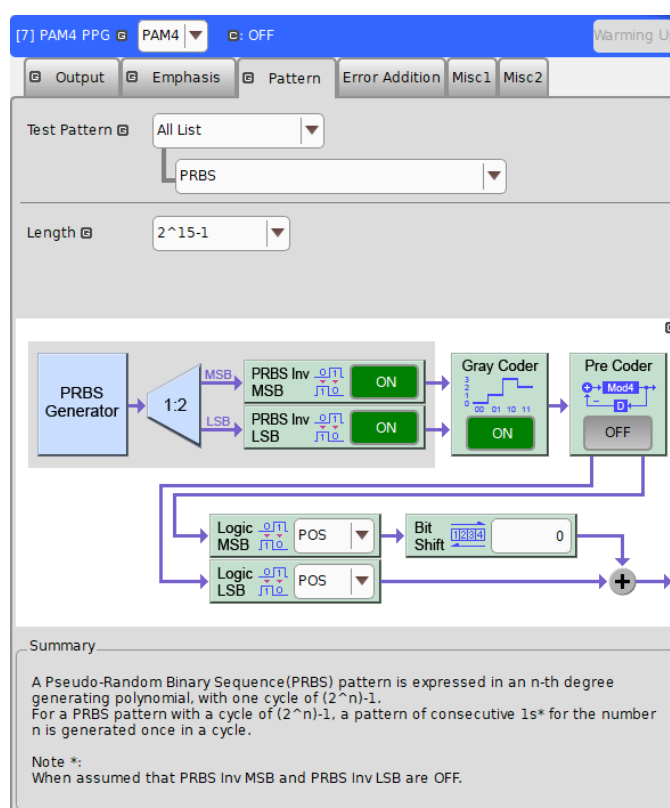 [7] PAM4 PPG G PAM4 C: OFF Warming U
G Output G Emphasis G Pattern Error Addition Misc1 Misc2
Test Pattern G All List
PRBS
Length G 2^15-1
PRBS
Generator
1:2
MSB
LSB
PRBS Inv
MSB
ON
PRBS Inv
LSB
ON
Gray Coder
3
2
1
0
00 01 10 11
ON
Pre Coder
+ Mod4
- D
OFF
Logic
MSB
POS
Bit
Shift
1 2 3 4
0
Logic
LSB
POS
+
Summary
A Pseudo-Random Binary Sequence(PRBS) pattern is expressed in an n-th degree
generating polynomial, with one cycle of (2^n)-1.
For a PRBS pattern with a cycle of (2^n)-1, a pattern of consecutive 1s* for the number
n is generated once in a cycle.
Note *:
When assumed that PRBS Inv MSB and PRBS Inv LSB are OFF.